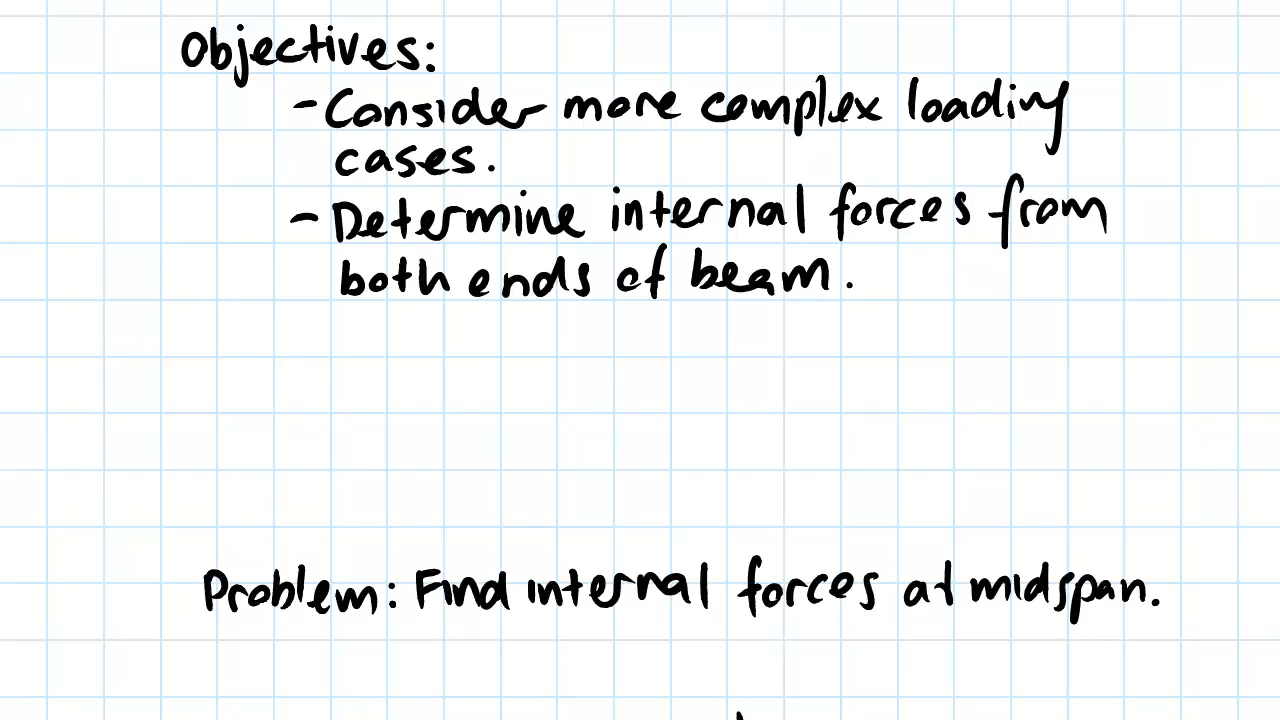 Objectives:
- Consider more complex loading
cases.
- Determine internal forces from
both ends of beam.
Problem: Find internal forces at midspan.